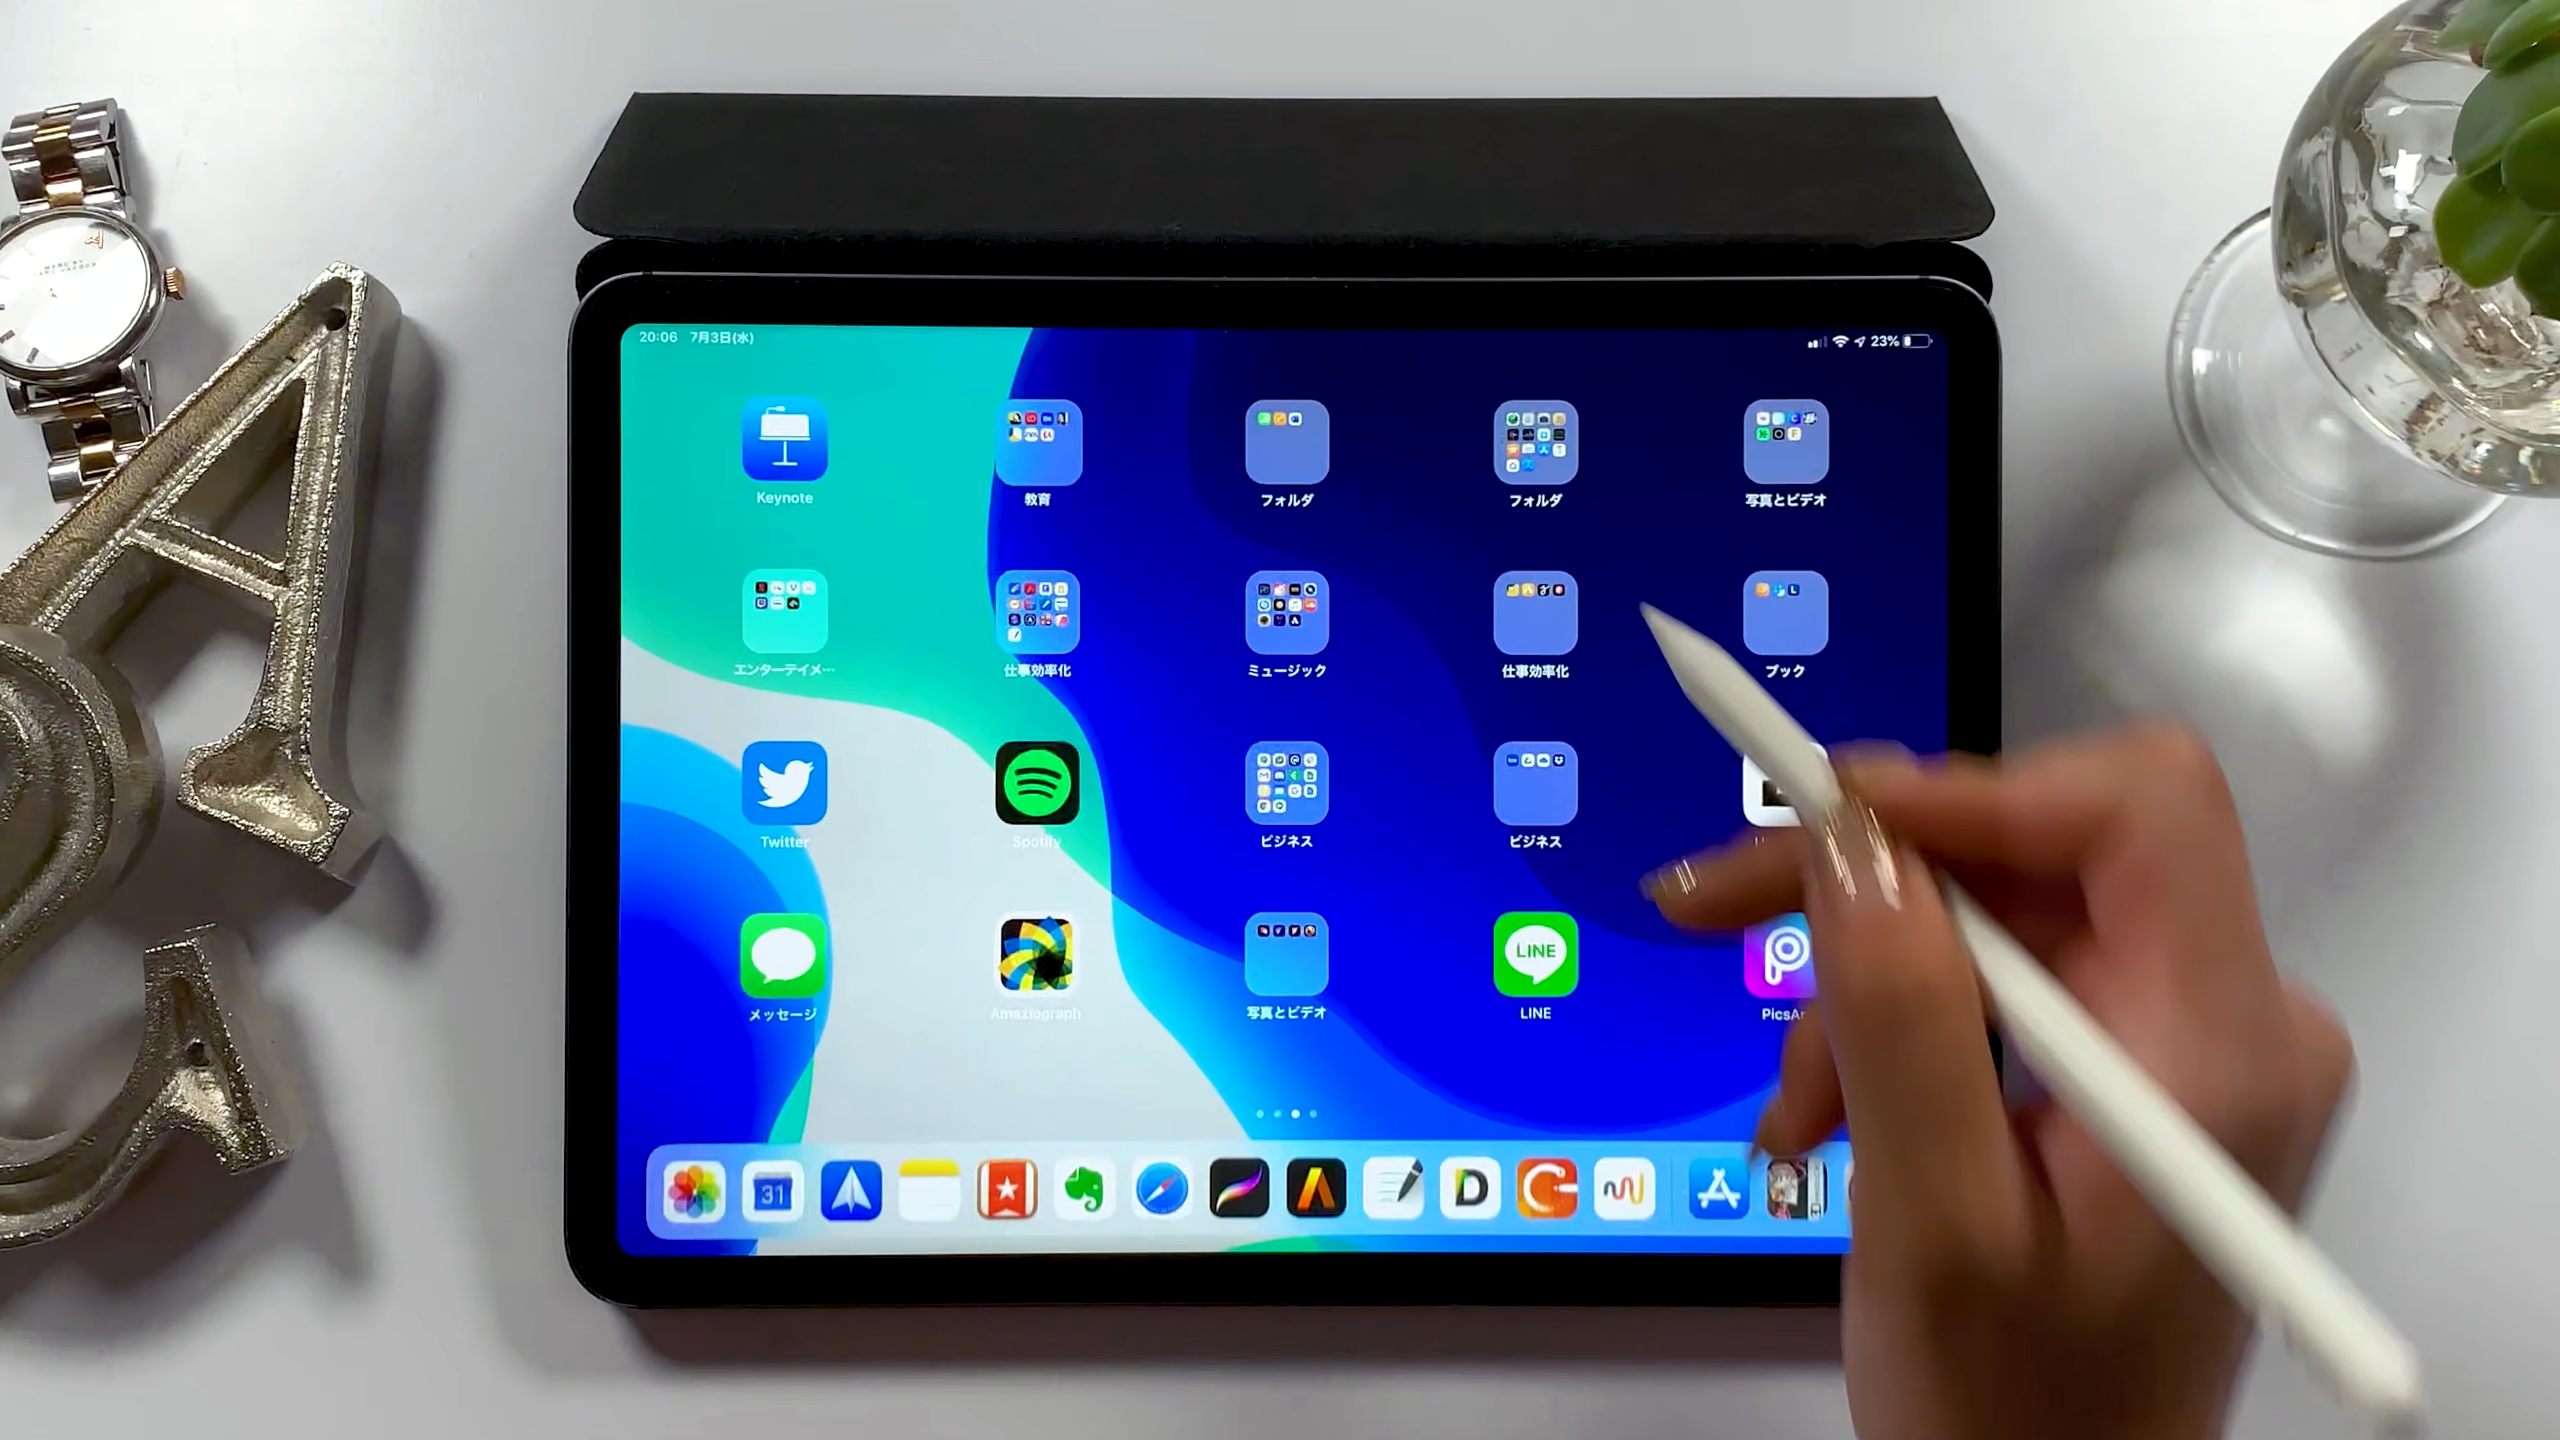 20:06 7月3日(水)
23%
Keynote 教育 フォルダ フォルダ 写真とビデオ
エンターテイメ… 仕事効率化 ミュージック 仕事効率化 ブック
Twitter Spotify ビジネス ビジネス
LINE
メッセージ Amaziograph 写真とビデオ LINE PicsAr
31
D